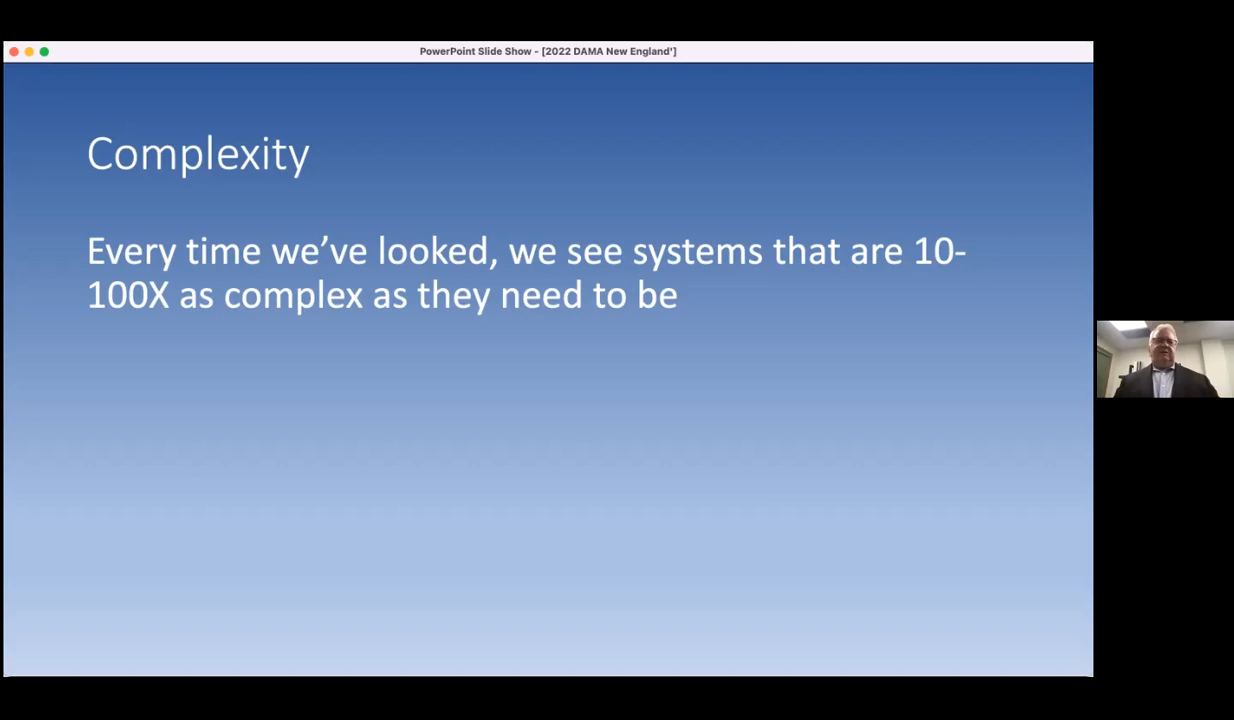 PowerPoint Slide Show - [2022 DAMA New England']
Complexity
Every time we’ve looked, we see systems that are 10-
100X as complex as they need to be